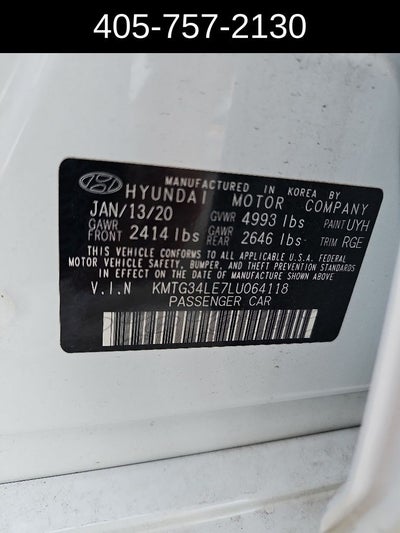 405-757-2130
MANUFACTURED IN KOREA BY
HYUNDAI MOTOR COMPANY
JAN/13/20 GVWR 4993 lbs PAINT UYH
GAWR FRONT 2414 lbs GAWR REAR 2646 lbs TRIM RGE
THIS VEHICLE CONFORMS TO ALL APPLICABLE U.S.A. FEDERAL
MOTOR VEHICLE SAFETY, BUMPER, AND THEFT PREVENTION STANDARDS
IN EFFECT ON THE DATE OF MANUFACTURE SHOWN ABOVE
V.I.N KMTG34LE7LU064118
PASSENGER CAR